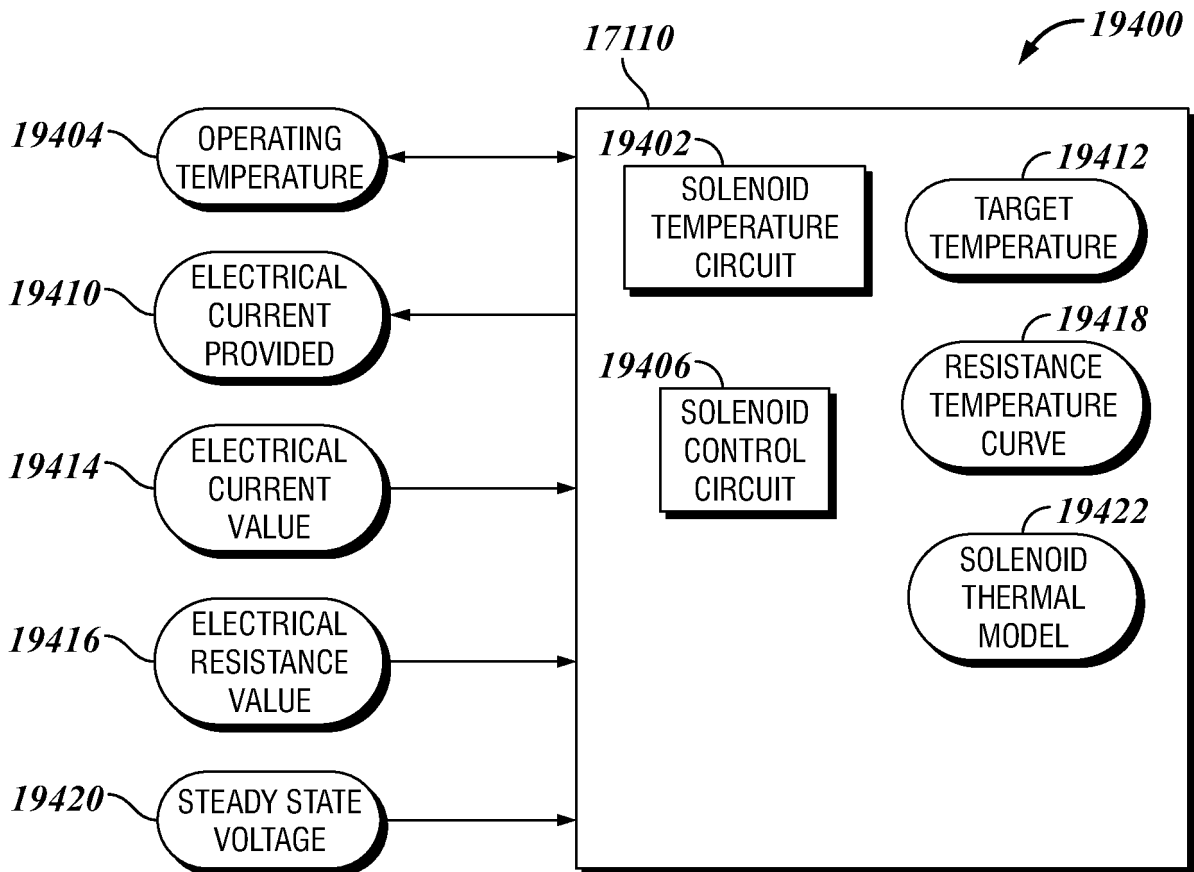 19400
17110
19404
OPERATING
TEMPERATURE
19410
ELECTRICAL
CURRENT
PROVIDED
19414
ELECTRICAL
CURRENT
VALUE
19416
ELECTRICAL
RESISTANCE
VALUE
19420
STEADY STATE
VOLTAGE
19402
SOLENOID
TEMPERATURE
CIRCUIT
19406
SOLENOID
CONTROL
CIRCUIT
19412
TARGET
TEMPERATURE
19418
RESISTANCE
TEMPERATURE
CURVE
19422
SOLENOID
THERMAL
MODEL